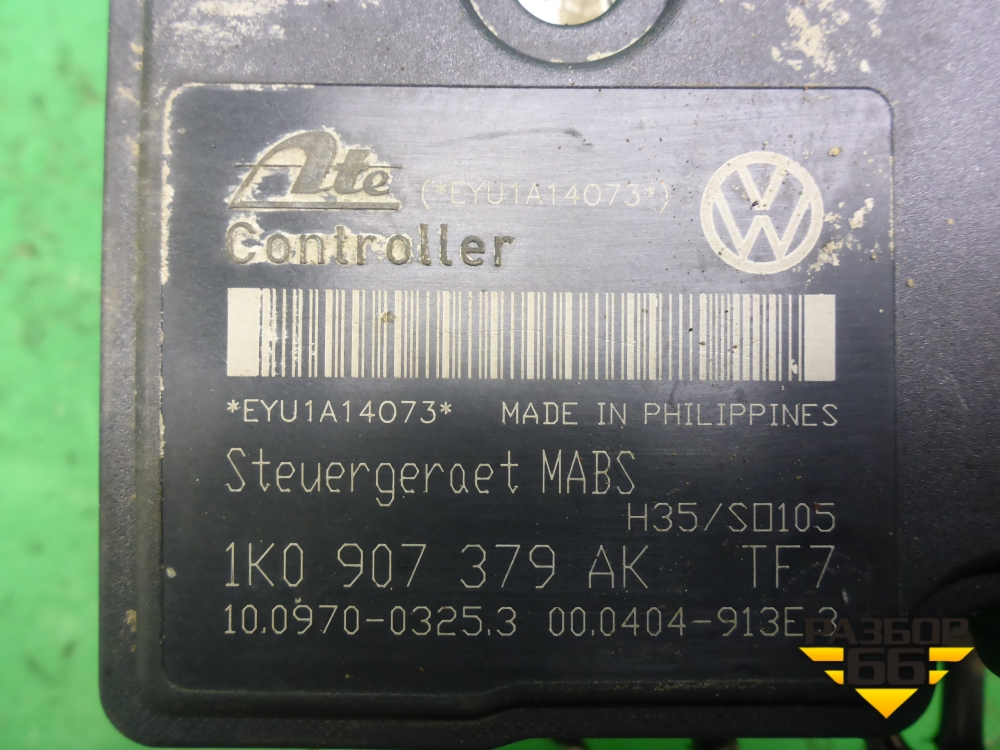 Ate (*EYU1A14073*)
Controller
*EYU1A14073* MADE IN PHILIPPINES
Steuergeraet MABS
H35/S□105
1K0 907 379 AK TF7
10.0970-0325.3 00.0404-913E.3
РАЗБОР
66